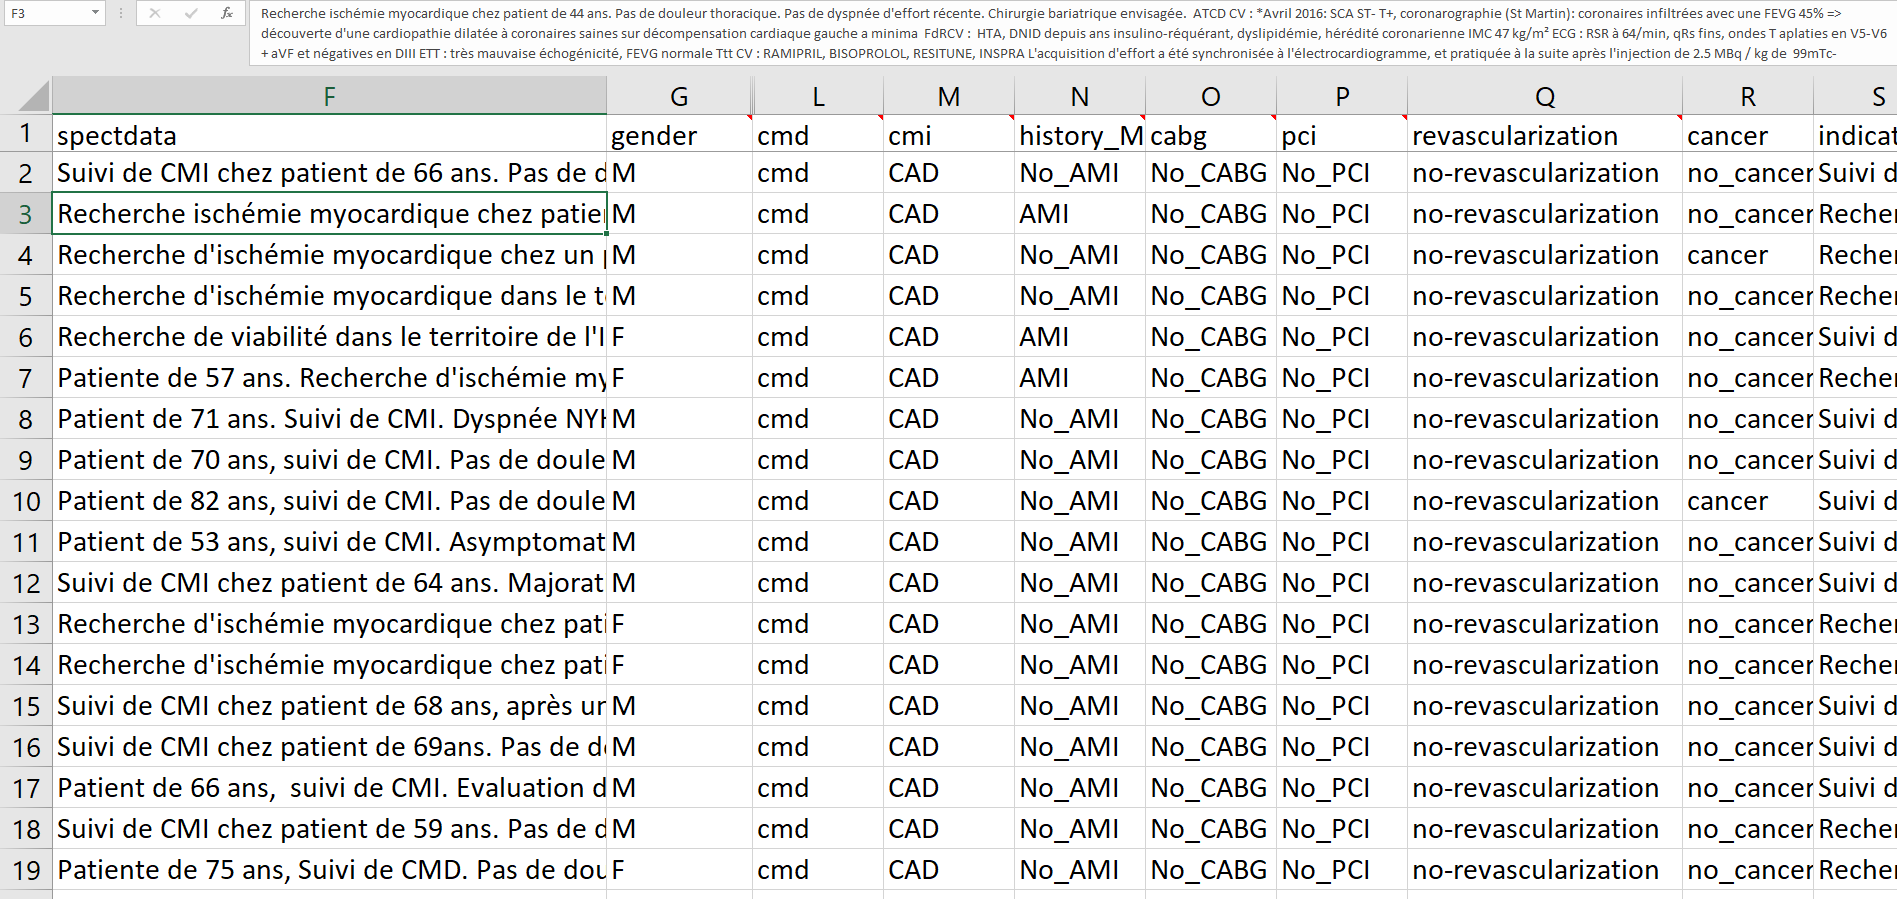 F3 fx Recherche ischémie myocardique chez patient de 44 ans. Pas de douleur thoracique. Pas de dyspnée d'effort récente. Chirurgie bariatrique envisagée. ATCD CV : *Avril 2016: SCA ST- T+, coronarographie (St Martin): coronaires infiltrées avec une FEVG 45% =>
découverte d'une cardiopathie dilatée à coronaires saines sur décompensation cardiaque gauche a minima FdRCV : HTA, DNID depuis ans insulino-réquérant, dyslipidémie, hérédité coronarienne IMC 47 kg/m² ECG : RSR à 64/min, qRs fins, ondes T aplaties en V5-V6
+ aVF et négatives en DIII ETT : très mauvaise échogénicité, FEVG normale Ttt CV : RAMIPRIL, BISOPROLOL, RESITUNE, INSPRA L'acquisition d'effort a été synchronisée à l'électrocardiogramme, et pratiquée à la suite après l'injection de 2.5 MBq / kg de 99mTc-
F G L M N O P Q R S
1 spectdata gender cmd cmi history_M cabg pci revascularization cancer indicat
2 Suivi de CMI chez patient de 66 ans. Pas de d M cmd CAD No_AMI No_CABG No_PCI no-revascularization no_cancer Suivi d
3 Recherche ischémie myocardique chez patie M cmd CAD AMI No_CABG No_PCI no-revascularization no_cancer Recher
4 Recherche d'ischémie myocardique chez un p M cmd CAD No_AMI No_CABG No_PCI no-revascularization cancer Recher
5 Recherche d'ischémie myocardique dans le t M cmd CAD No_AMI No_CABG No_PCI no-revascularization no_cancer Recher
6 Recherche de viabilité dans le territoire de l'I F cmd CAD AMI No_CABG No_PCI no-revascularization no_cancer Suivi d
7 Patiente de 57 ans. Recherche d'ischémie my F cmd CAD AMI No_CABG No_PCI no-revascularization no_cancer Recher
8 Patient de 71 ans. Suivi de CMI. Dyspnée NYH M cmd CAD No_AMI No_CABG No_PCI no-revascularization no_cancer Suivi d
9 Patient de 70 ans, suivi de CMI. Pas de doule M cmd CAD No_AMI No_CABG No_PCI no-revascularization no_cancer Suivi d
10 Patient de 82 ans, suivi de CMI. Pas de doule M cmd CAD No_AMI No_CABG No_PCI no-revascularization cancer Suivi d
11 Patient de 53 ans, suivi de CMI. Asymptomat M cmd CAD No_AMI No_CABG No_PCI no-revascularization no_cancer Suivi d
12 Suivi de CMI chez patient de 64 ans. Majorat M cmd CAD No_AMI No_CABG No_PCI no-revascularization no_cancer Suivi d
13 Recherche d'ischémie myocardique chez pati F cmd CAD No_AMI No_CABG No_PCI no-revascularization no_cancer Recher
14 Recherche d'ischémie myocardique chez pati F cmd CAD No_AMI No_CABG No_PCI no-revascularization no_cancer Recher
15 Suivi de CMI chez patient de 68 ans, après un M cmd CAD No_AMI No_CABG No_PCI no-revascularization no_cancer Suivi d
16 Suivi de CMI chez patient de 69ans. Pas de do M cmd CAD No_AMI No_CABG No_PCI no-revascularization no_cancer Suivi d
17 Patient de 66 ans, suivi de CMI. Evaluation d M cmd CAD No_AMI No_CABG No_PCI no-revascularization no_cancer Suivi d
18 Suivi de CMI chez patient de 59 ans. Pas de d M cmd CAD No_AMI No_CABG No_PCI no-revascularization no_cancer Recher
19 Patiente de 75 ans, Suivi de CMD. Pas de dou F cmd CAD No_AMI No_CABG No_PCI no-revascularization no_cancer Recher